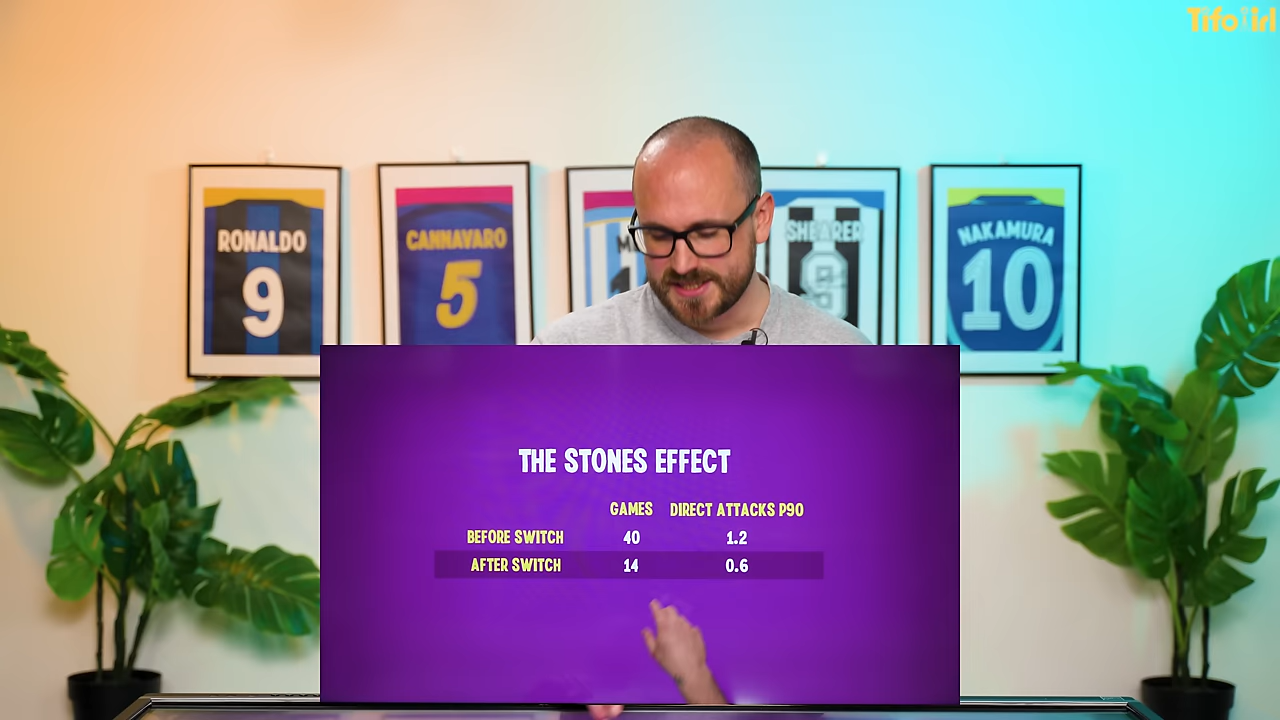 Tifo irl
RONALDO
9
CANNAVARO
5
SHEARER
9
NAKAMURA
10
THE STONES EFFECT
GAMES DIRECT ATTACKS P90
BEFORE SWITCH 40 1.2
AFTER SWITCH 14 0.6